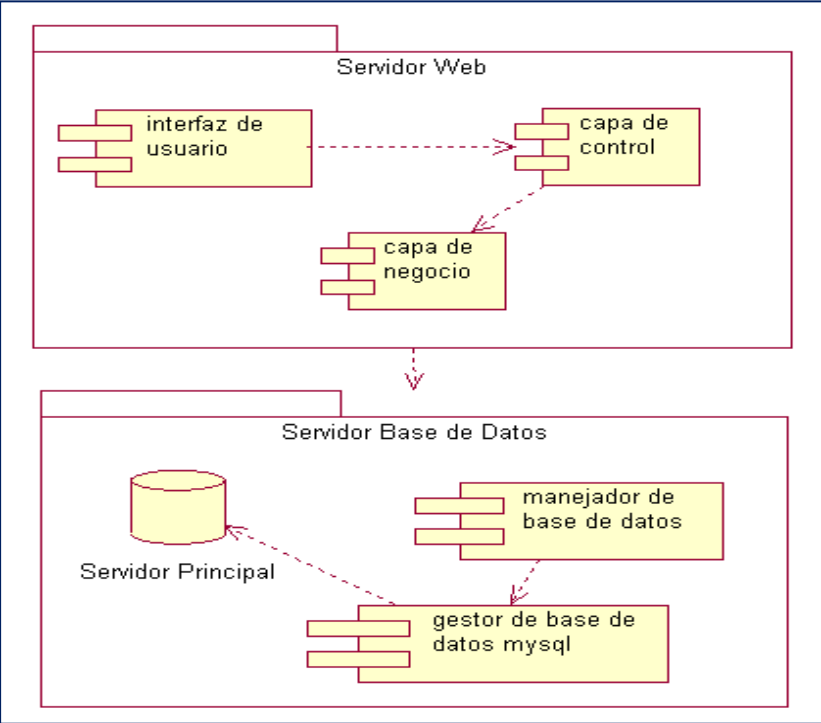 Servidor Web
interfaz de
usuario
capa de
control
capa de
negocio
Servidor Base de Datos
manejador de
base de datos
Servidor Principal
gestor de base de
datos mysql